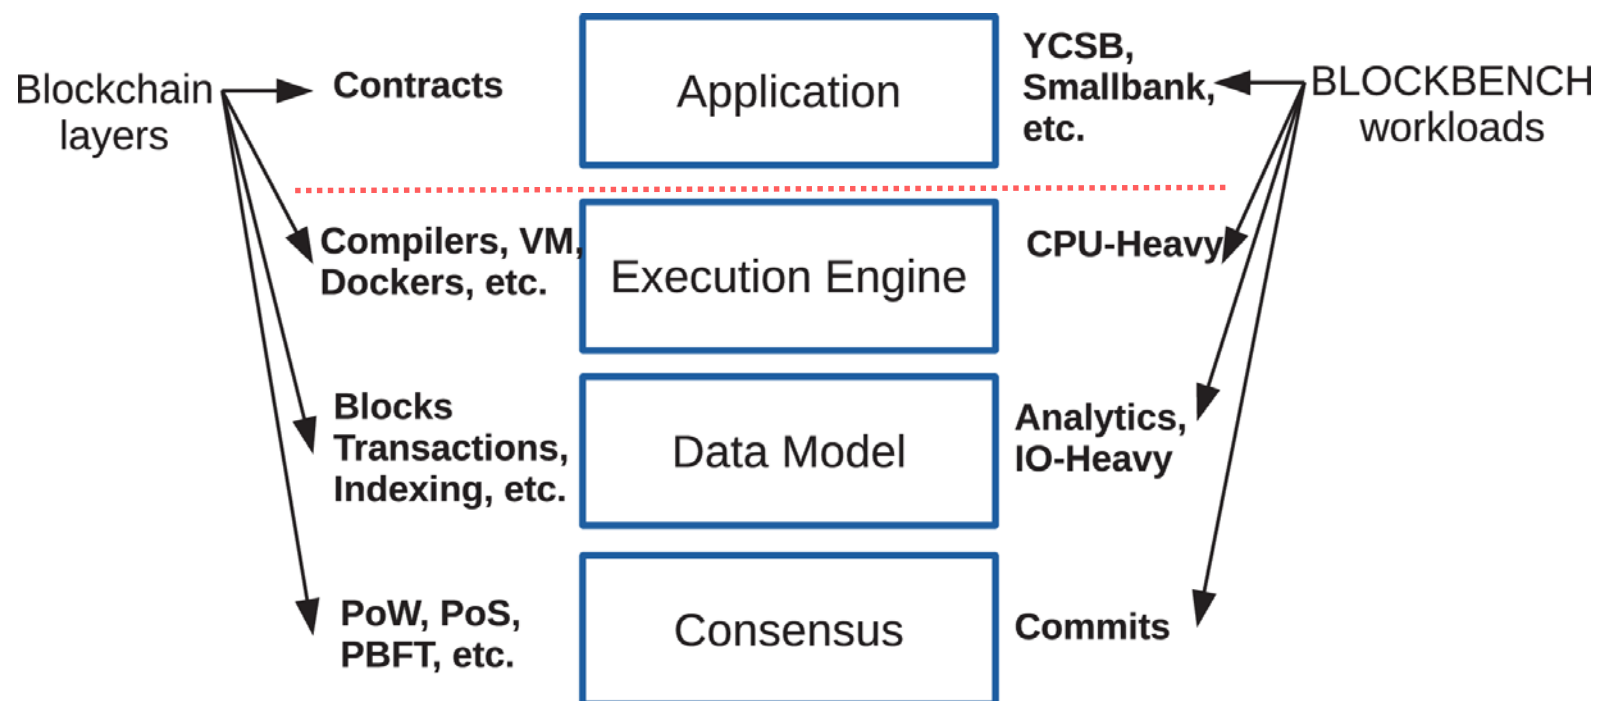 Blockchain
layers
Contracts
Application
YCSB,
Smallbank,
etc.
BLOCKBENCH
workloads
Compilers, VM,
Dockers, etc.
Execution Engine
CPU-Heavy
Blocks
Transactions,
Indexing, etc.
Data Model
Analytics,
IO-Heavy
PoW, PoS,
PBFT, etc.
Consensus
Commits